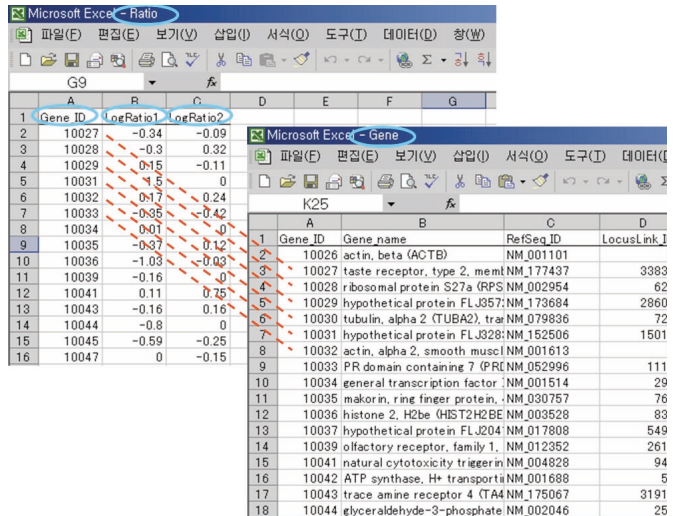 Microsoft Excel - Ratio
파일(F) 편집(E) 보기(V) 삽입(I) 서식(O) 도구(T) 데이터(D) 창(W)
G9 fx
A B C D E F G
1 Gene_ID LogRatio1 LogRatio2
2 10027 -0.34 -0.09
3 10028 -0.3 0.32
4 10029 0.15 -0.11
5 10031 1.5 0
6 10032 0.17 0.24
7 10033 -0.35 -0.42
8 10034 0.01 0
9 10035 -0.37 0.12
10 10036 -1.03 -0.03
11 10039 -0.16 0
12 10041 0.11 0.75
13 10043 -0.16 0.16
14 10044 -0.8 0
15 10045 -0.59 -0.25
16 10047 0 -0.15
Microsoft Excel - Gene
파일(F) 편집(E) 보기(V) 삽입(I) 서식(O) 도구(T) 데이터(
K25 fx
A B C D
1 Gene_ID Gene_name RefSeq_ID LocusLink_I
2 10026 actin, beta (ACTB) NM_001101
3 10027 taste receptor, type 2, memb NM_177437 3383
4 10028 ribosomal protein S27a (RPS NM_002954 62
5 10029 hypothetical protein FLJ357 NM_173684 2860
6 10030 tubulin, alpha 2 (TUBA2), tran NM_079836 72
7 10031 hypothetical protein FLJ328 NM_152506 1501
8 10032 actin, alpha 2, smooth muscl NM_001613
9 10033 PR domain containing 7 (PRD NM_052996 111
10 10034 general transcription factor NM_001514 29
11 10035 makorin, ring finger protein, NM_030757 76
12 10036 histone 2, H2be (HIST2H2BE NM_003528 83
13 10037 hypothetical protein FLJ204 NM_017808 549
14 10039 olfactory receptor, family 1, NM_012352 261
15 10041 natural cytotoxicity triggerin NM_004828 94
16 10042 ATP synthase, H+ transporti NM_001688 5
17 10043 trace amine receptor 4 (TA4 NM_175067 3191
18 10044 glyceraldehyde-3-phosphate NM_002046 25